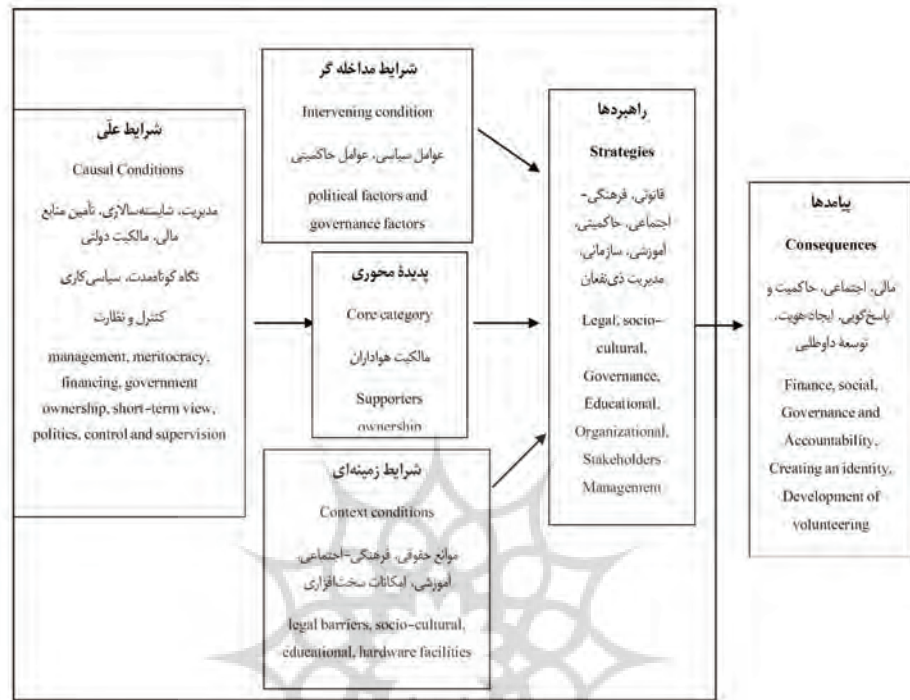 شرایط علّی
Causal Conditions
مدیریت، شایسته‌سالاری، تأمین منابع
مالی، مالکیت دولتی
نگاه کوتاه‌مدت، سیاسی‌کاری
کنترل و نظارت
management, meritocracy,
financing, government
ownership, short-term view,
politics, control and supervision
شرایط مداخله گر
Intervening condition
عوامل سیاسی، عوامل حاکمیتی
political factors and
governance factors
پدیدهٔ محوری
Core category
مالکیت هواداران
Supporters
ownership
شرایط زمینه‌ای
Context conditions
موانع حقوقی، فرهنگی-اجتماعی،
آموزشی، امکانات سخت‌افزاری
legal barriers, socio-cultural,
educational, hardware facilities
راهبردها
Strategies
قانونی، فرهنگی-
اجتماعی، حاکمیتی،
آموزشی، سازمانی،
مدیریت ذی‌نفعان
Legal, socio-
cultural,
Governance,
Educational,
Organizational,
Stakeholders
Management
پیامدها
Consequences
مالی، اجتماعی، حاکمیت و
پاسخ‌گویی، ایجاد هویت،
توسعهٔ داوطلبی
Finance, social,
Governance and
Accountability,
Creating an identity,
Development of
volunteering